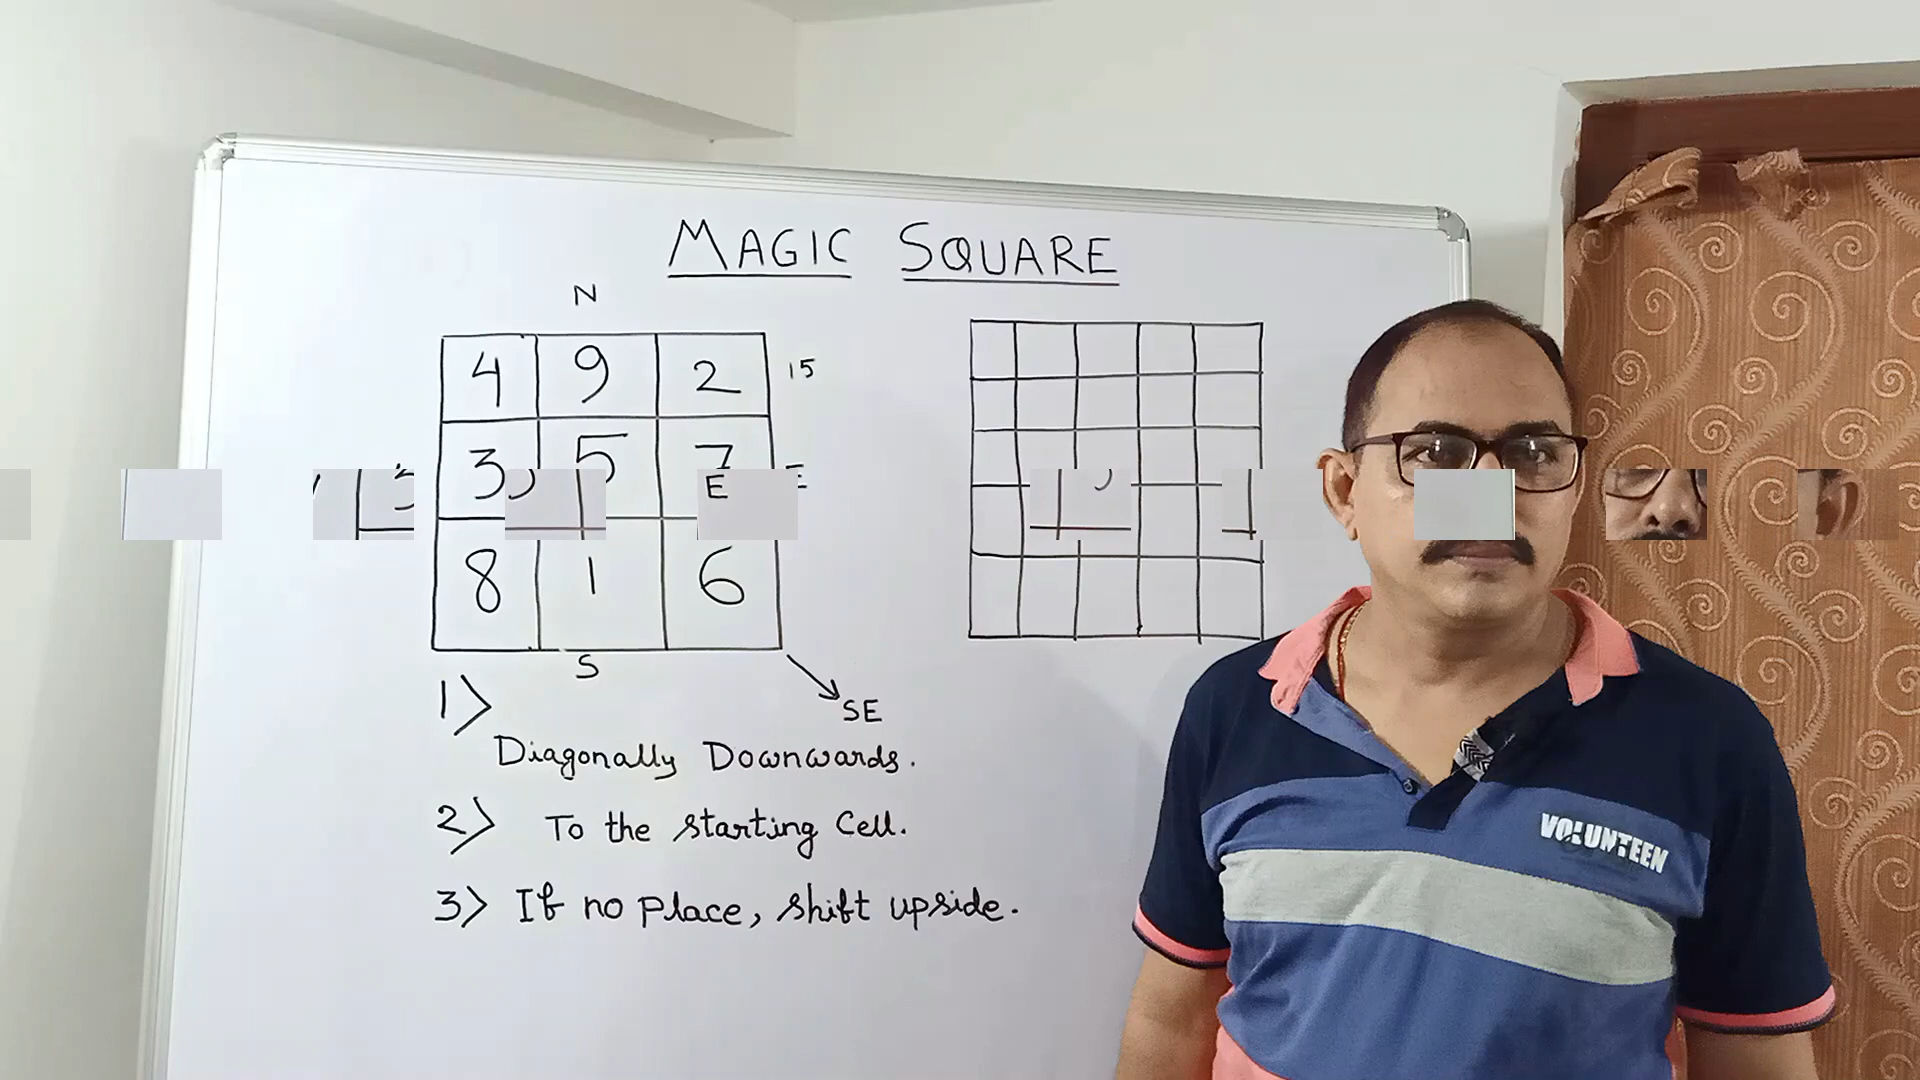 MAGIC SQUARE
N
4 9 2 15
3 5 7 E
8 1 6
S
SE
1> Diagonally Downwards.
2> To the starting Cell.
3> If no place, shift upside.
VOLUNTEEN